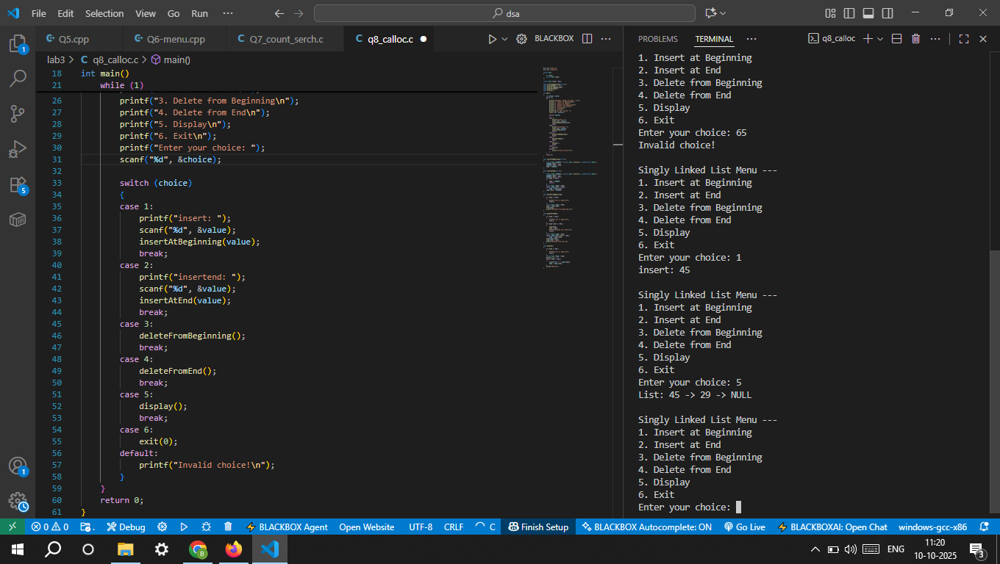 File Edit Selection View Go Run ··· dsa
1
5
1
Q5.cpp Q6-menu.cpp C Q7_count_serch.c C q8_calloc.c ● BLACKBOX ···
lab3 > C q8_calloc.c > main()
18 int main()
21 while (1)
26 printf("3. Delete from Beginning\n");
27 printf("4. Delete from End\n");
28 printf("5. Display\n");
29 printf("6. Exit\n");
30 printf("Enter your choice: ");
31 scanf("%d", &choice);
32
33 switch (choice)
34 {
35 case 1:
36 printf("insert: ");
37 scanf("%d", &value);
38 insertAtBeginning(value);
39 break;
40 case 2:
41 printf("insertend: ");
42 scanf("%d", &value);
43 insertAtEnd(value);
44 break;
45 case 3:
46 deleteFromBeginning();
47 break;
48 case 4:
49 deleteFromEnd();
50 break;
51 case 5:
52 display();
53 break;
54 case 6:
55 exit(0);
56 default:
57 printf("Invalid choice!\n");
58 }
59 }
60 return 0;
61 }
PROBLEMS TERMINAL ··· q8_calloc ···
1. Insert at Beginning
2. Insert at End
3. Delete from Beginning
4. Delete from End
5. Display
6. Exit
Enter your choice: 65
Invalid choice!
Singly Linked List Menu ---
1. Insert at Beginning
2. Insert at End
3. Delete from Beginning
4. Delete from End
5. Display
6. Exit
Enter your choice: 1
insert: 45
Singly Linked List Menu ---
1. Insert at Beginning
2. Insert at End
3. Delete from Beginning
4. Delete from End
5. Display
6. Exit
Enter your choice: 5
List: 45 -> 29 -> NULL
Singly Linked List Menu ---
1. Insert at Beginning
2. Insert at End
3. Delete from Beginning
4. Delete from End
5. Display
6. Exit
Enter your choice:
0 0 Debug BLACKBOX Agent Open Website UTF-8 CRLF C Finish Setup BLACKBOX Autocomplete: ON Go Live BLACKBOXAI: Open Chat windows-gcc-x86
B ENG 11:20
10-10-2025 3